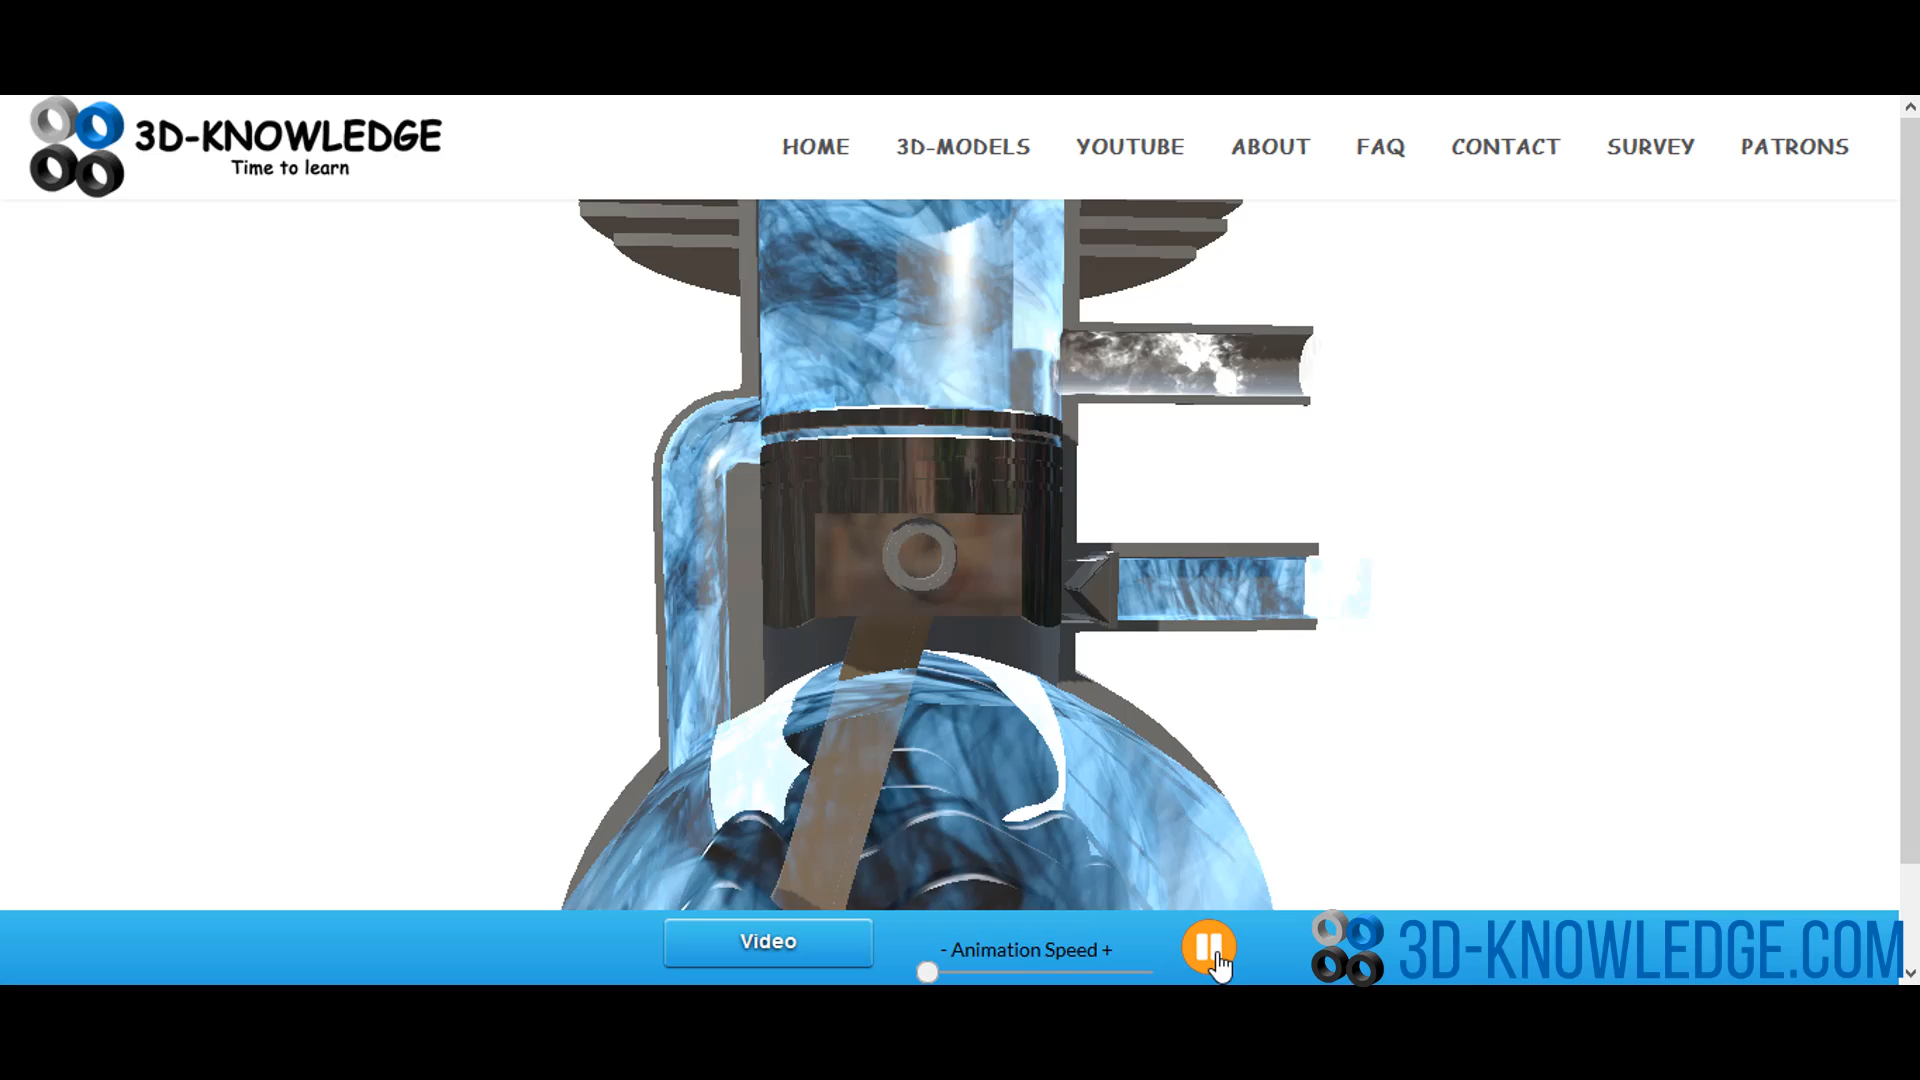 3D-KNOWLEDGE
Time to learn
HOME 3D-MODELS YOUTUBE ABOUT FAQ CONTACT SURVEY PATRONS
Video
- Animation Speed +
3D-KNOWLEDGE.COM